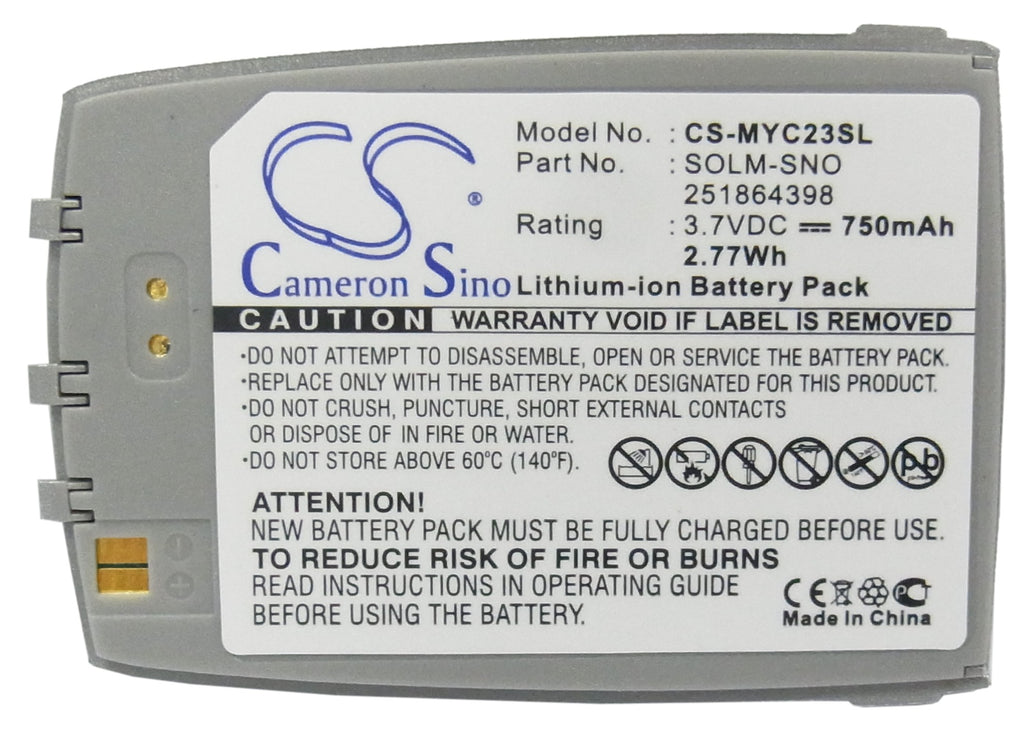 CS ®
Cameron Sino
Model No. : CS-MYC23SL
Part No. : SOLM-SNO
251864398
Rating : 3.7VDC ⎓ 750mAh
2.77Wh
Lithium-ion Battery Pack
CAUTION WARRANTY VOID IF LABEL IS REMOVED
·DO NOT ATTEMPT TO DISASSEMBLE, OPEN OR SERVICE THE BATTERY PACK.
·REPLACE ONLY WITH THE BATTERY PACK DESIGNATED FOR THIS PRODUCT.
·DO NOT CRUSH, PUNCTURE, SHORT EXTERNAL CONTACTS
OR DISPOSE OF IN FIRE OR WATER.
·DO NOT STORE ABOVE 60°C (140°F).
Pb
ATTENTION!
NEW BATTERY PACK MUST BE FULLY CHARGED BEFORE USE.
TO REDUCE RISK OF FIRE OR BURNS
READ INSTRUCTIONS IN OPERATING GUIDE
BEFORE USING THE BATTERY.
CE PC
Made In China
− 
+